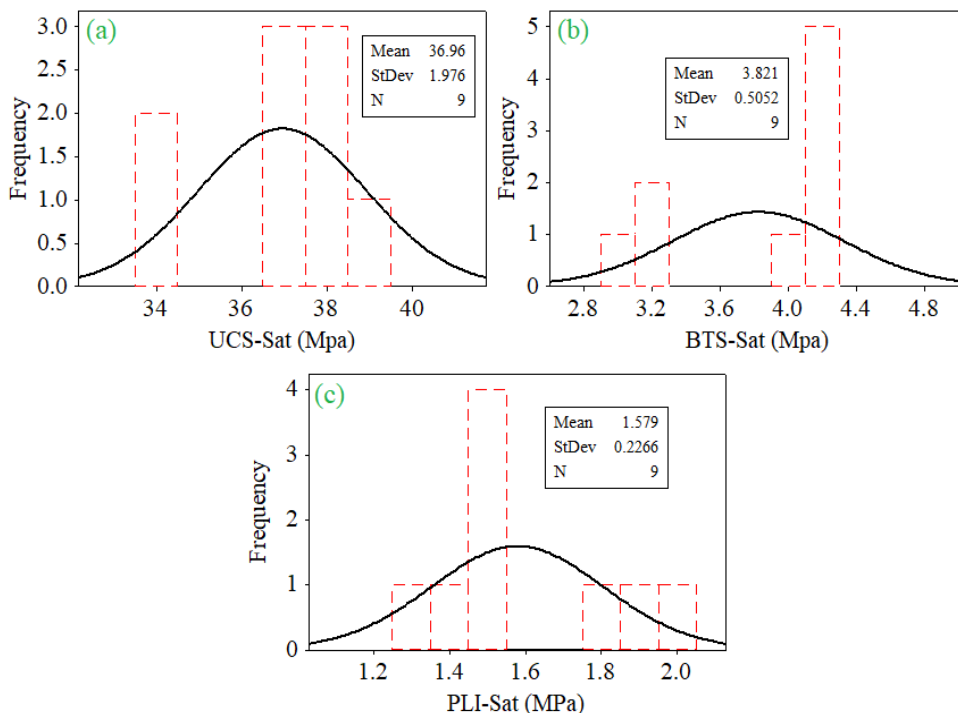 (a)
3.0
2.5
2.0
1.5
1.0
0.5
0.0
Frequency
Mean 36.96
StDev 1.976
N 9
34 36 38 40
UCS-Sat (Mpa)
(b)
5
4
3
2
1
0
Frequency
Mean 3.821
StDev 0.5052
N 9
2.8 3.2 3.6 4.0 4.4 4.8
BTS-Sat (Mpa)
(c)
4
3
2
1
0
Frequency
Mean 1.579
StDev 0.2266
N 9
1.2 1.4 1.6 1.8 2.0
PLI-Sat (MPa)